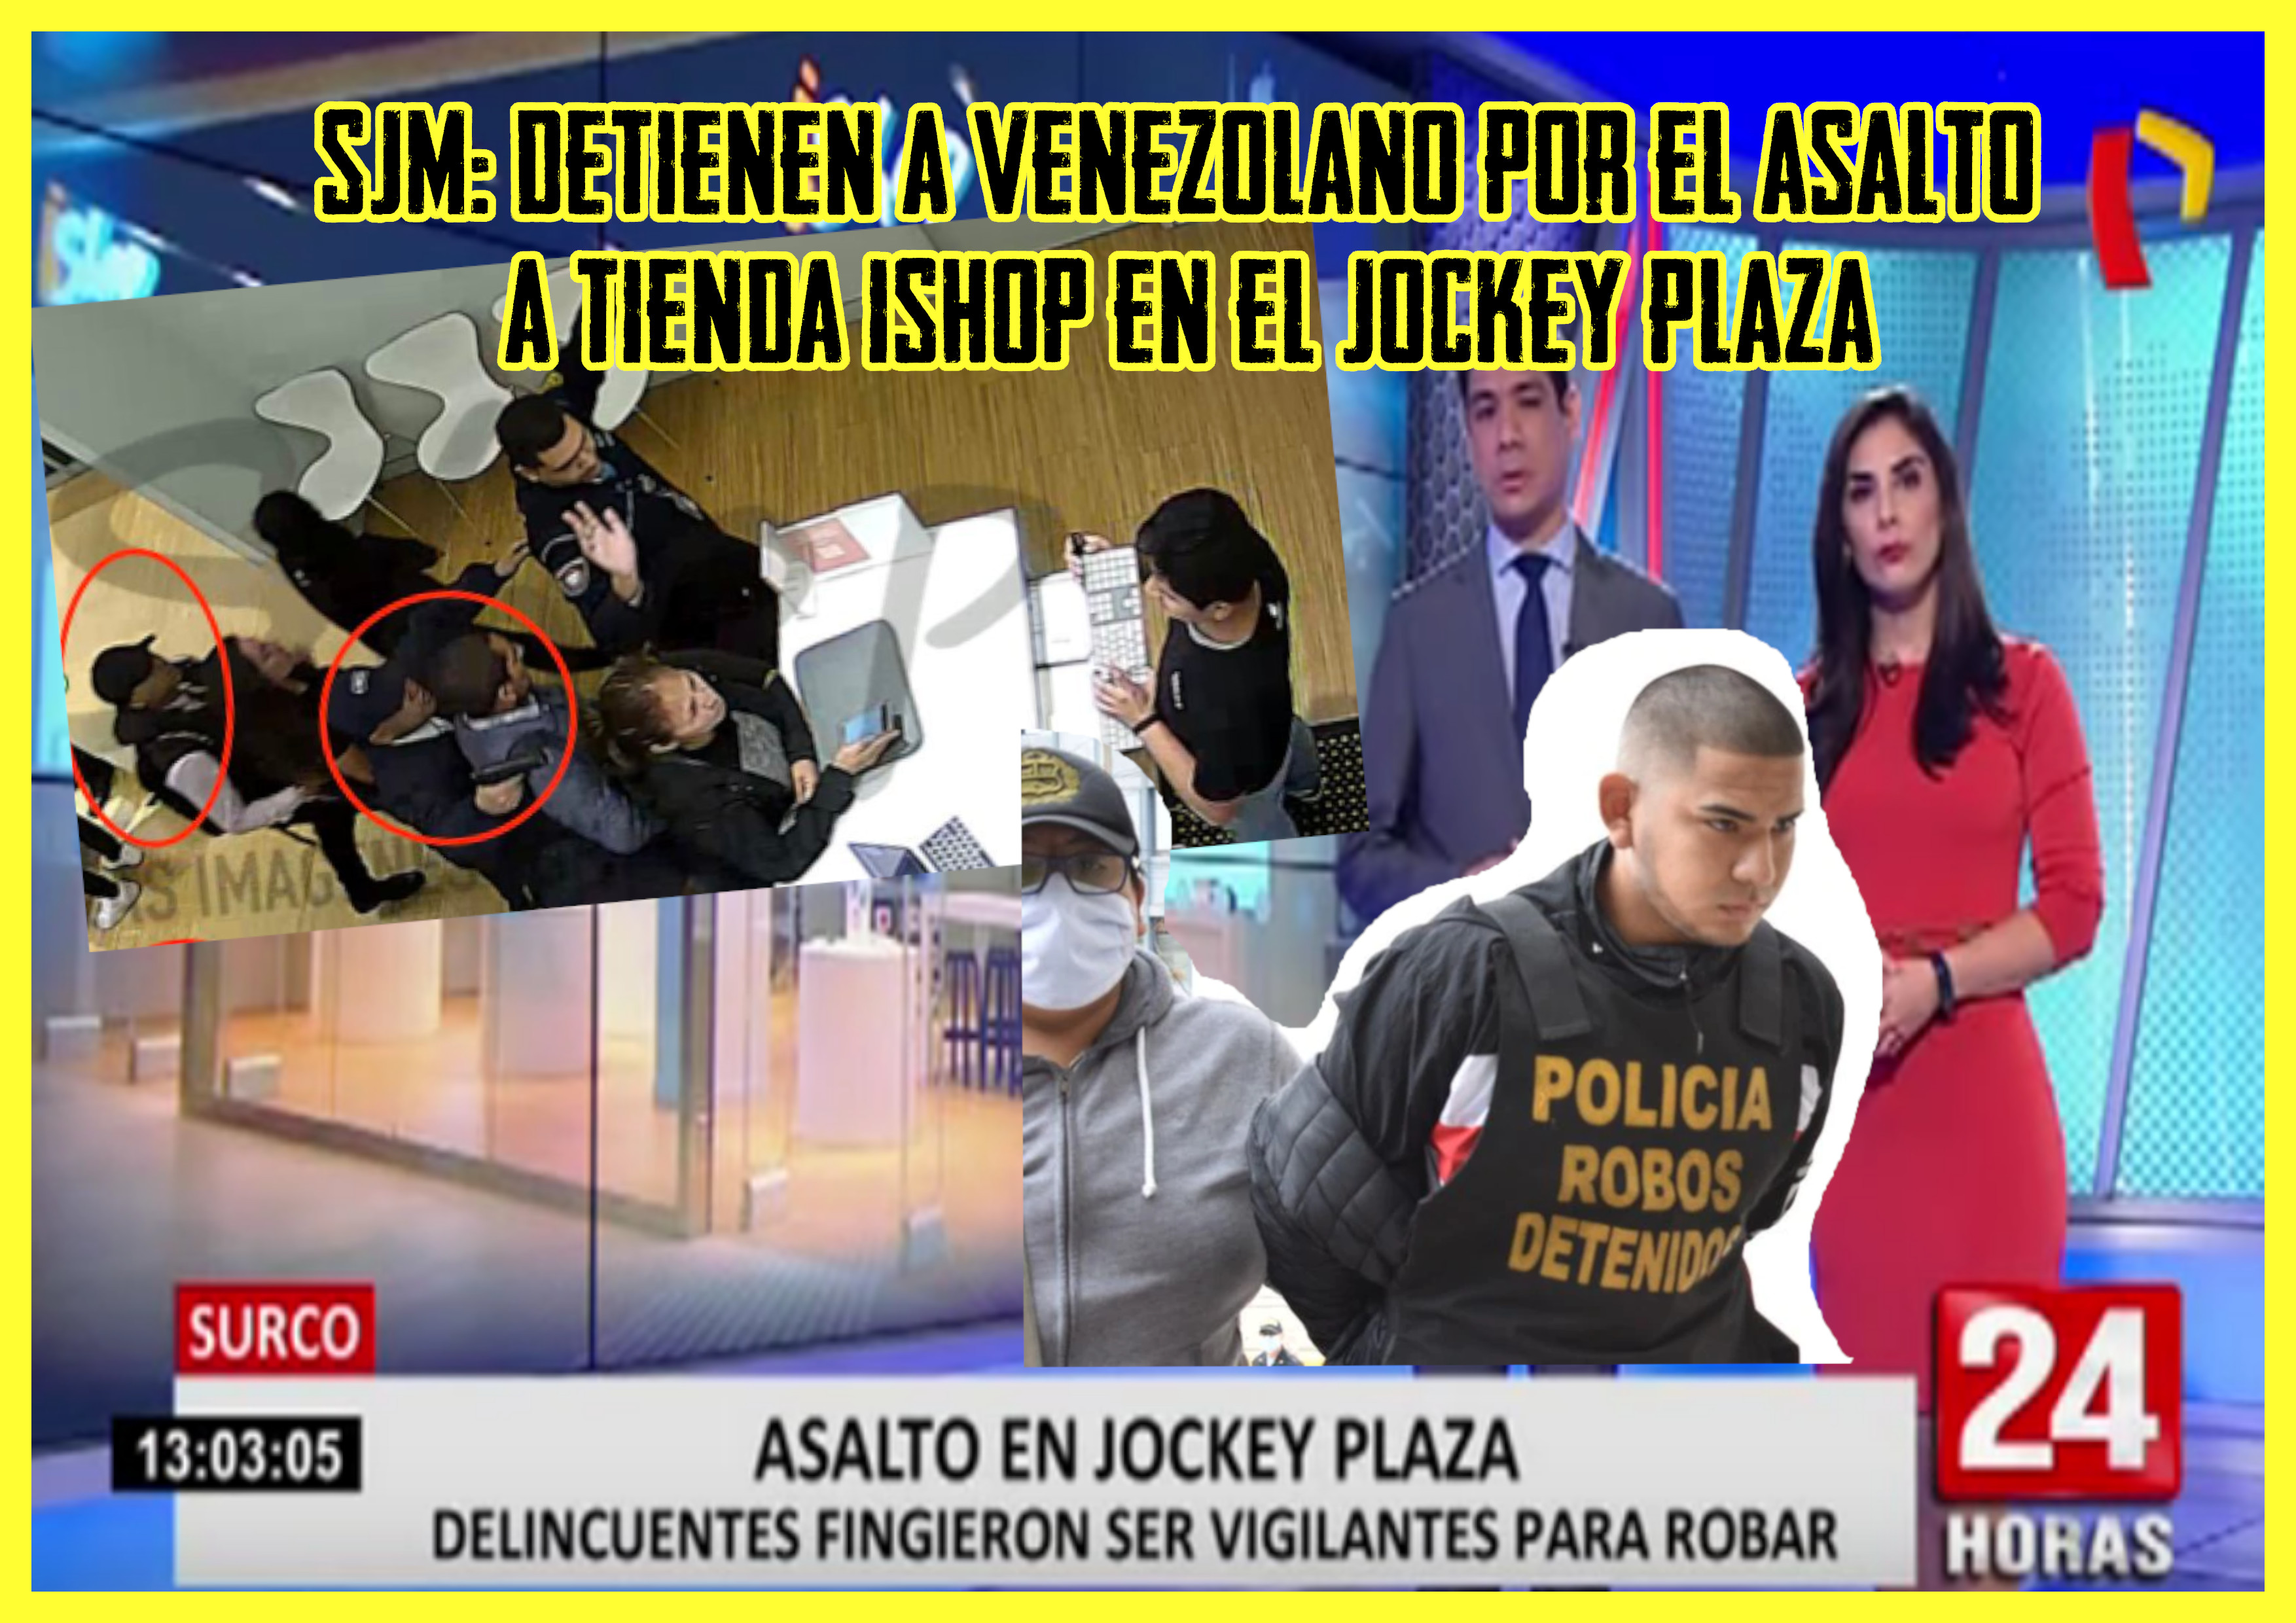 SJM: DETIENEN A VENEZOLANO POR EL ASALTO
A TIENDA ISHOP EN EL JOCKEY PLAZA
POLICIA
ROBOS
DETENIDOS
SURCO
13:03:05
ASALTO EN JOCKEY PLAZA
DELINCUENTES FINGIERON SER VIGILANTES PARA ROBAR
24
HORAS